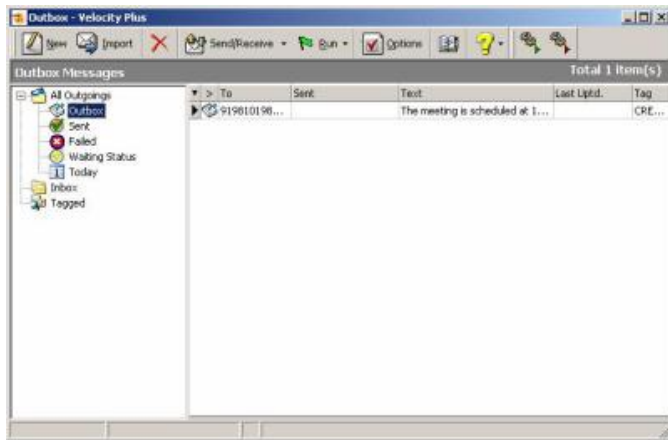 Outbox - Velocity Plus
New Import Send/Receive Run Options
Outbox Messages Total 1 item(s)
All Outgoings
Outbox
Sent
Failed
Waiting Status
Today
Inbox
Tagged
> To Sent Text Last Uptd. Tag
919810198... The meeting is scheduled at 1... CRE...